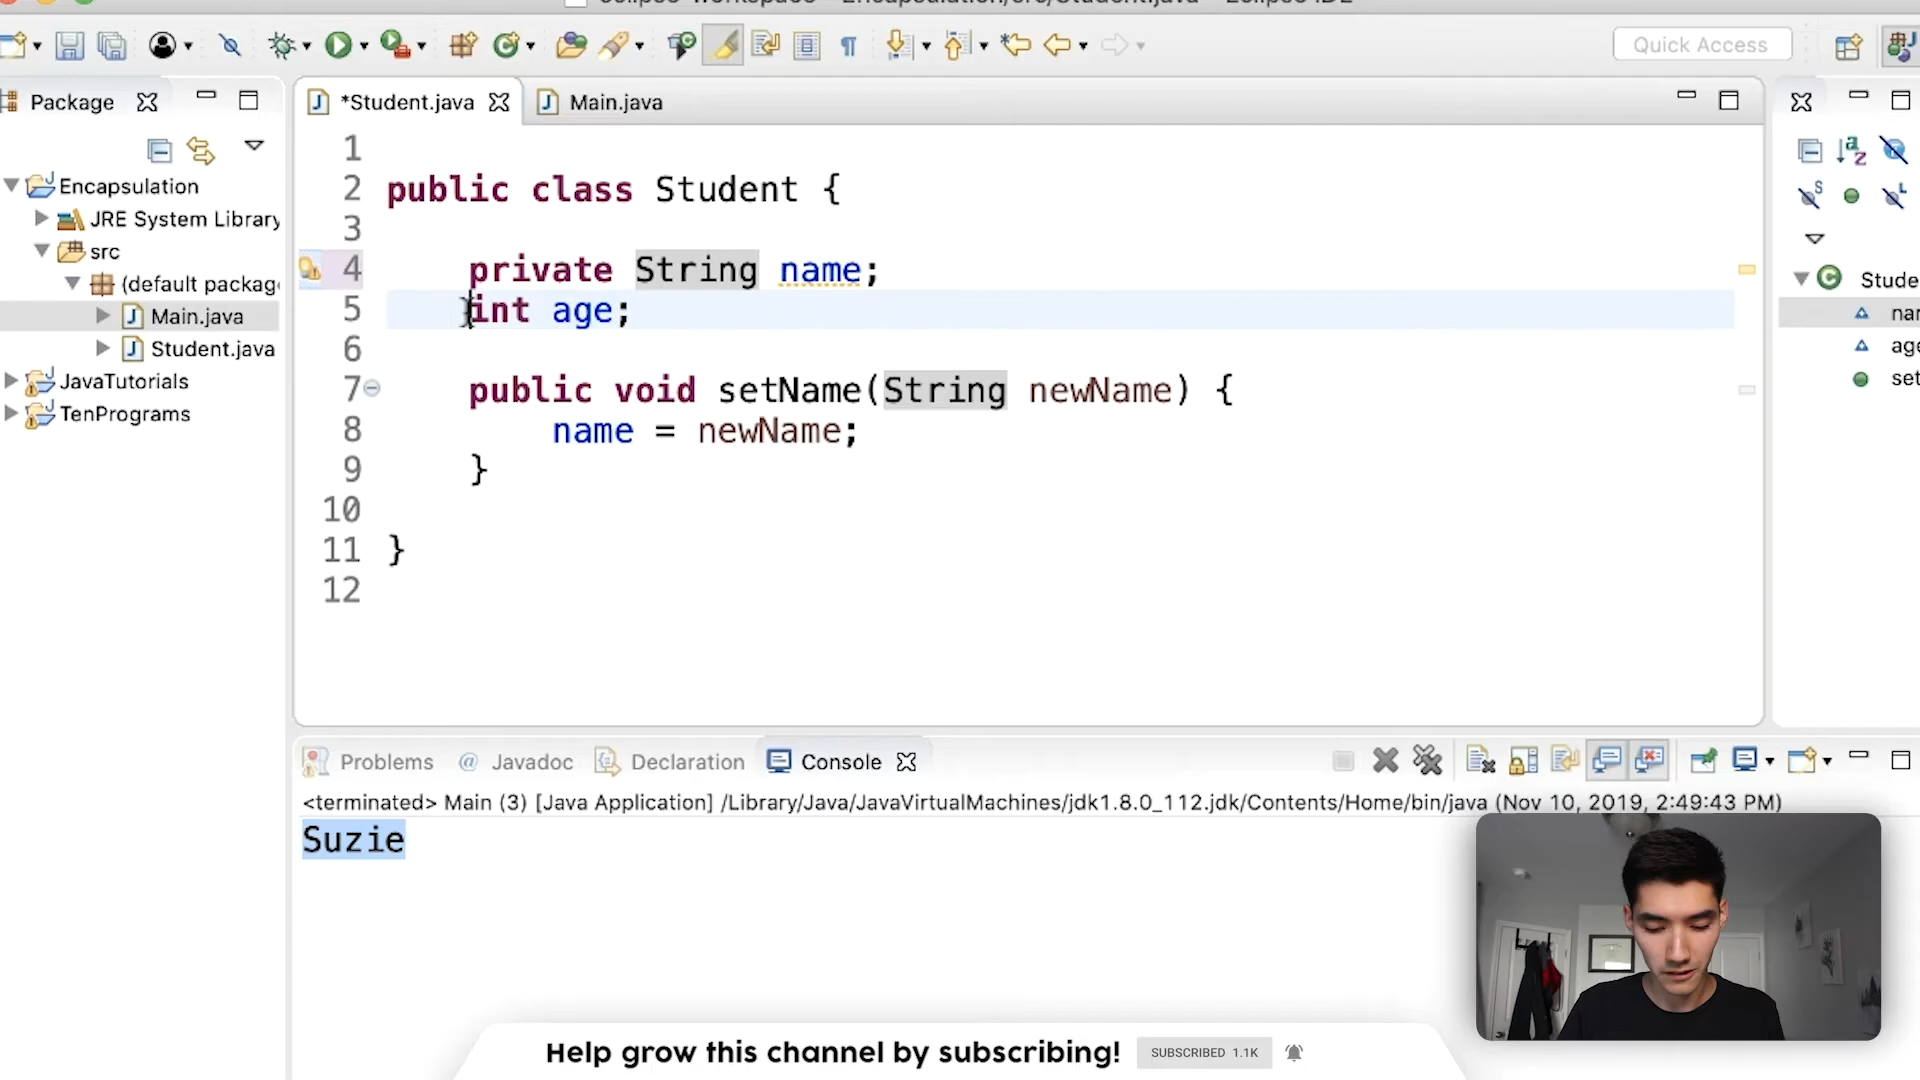 Quick Access
Package
*Student.java
Main.java
Encapsulation
JRE System Library
src
(default packag
Main.java
Student.java
JavaTutorials
TenPrograms
1
2 public class Student {
3
4 private String name;
5 int age;
6
7 public void setName(String newName) {
8 name = newName;
9 }
10
11 }
12
Stude
nar
age
set
Problems @ Javadoc Declaration Console
<terminated> Main (3) [Java Application] /Library/Java/JavaVirtualMachines/jdk1.8.0_112.jdk/Contents/Home/bin/java (Nov 10, 2019, 2:49:43 PM)
Suzie
Help grow this channel by subscribing!
SUBSCRIBED 1.1K